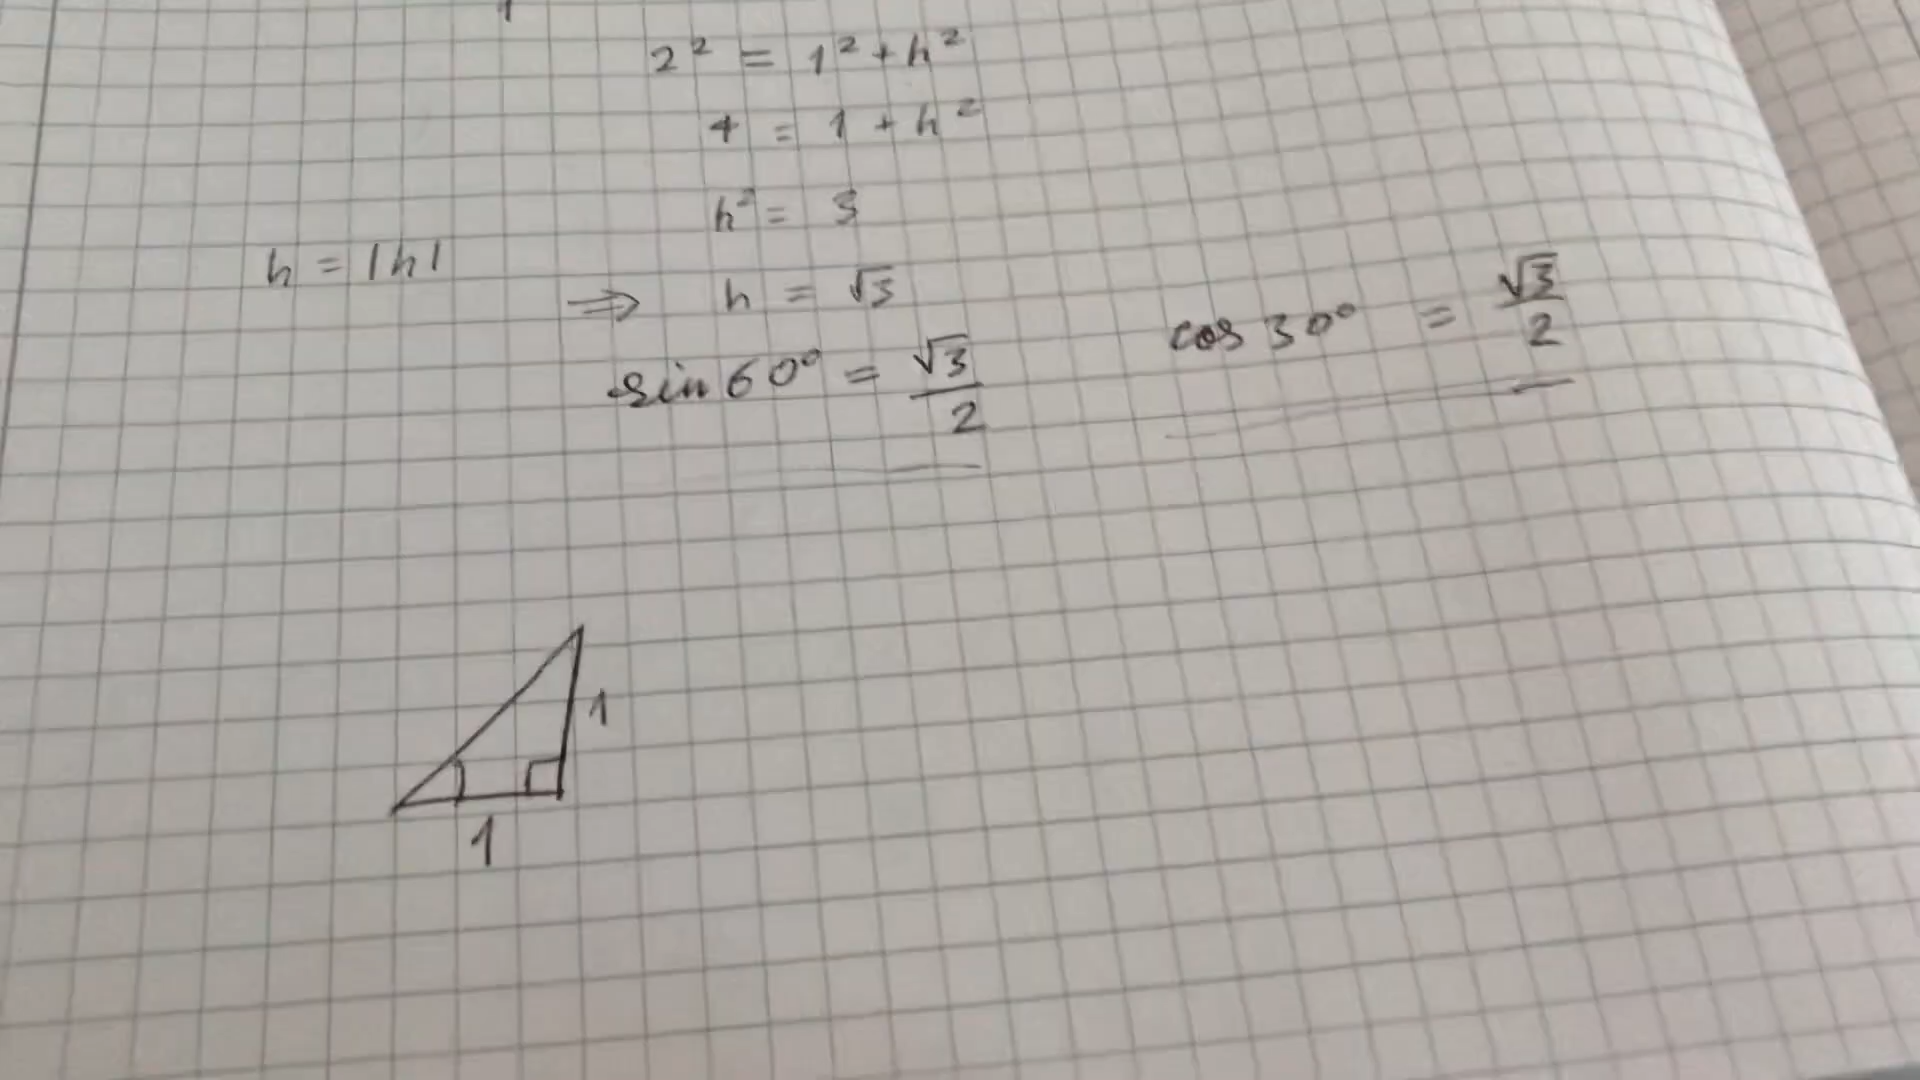 2² = 1² + h²
4 = 1 + h²
h² = 3
h = |h|
⇒ h = √3
sin 60° = √3/2
cos 30° = √3/2
1
1